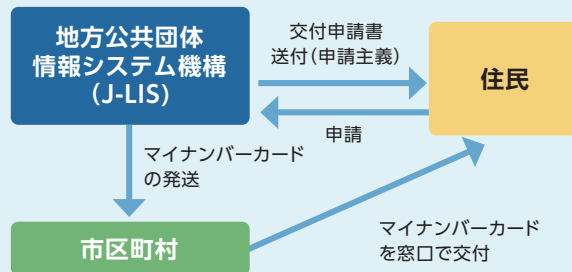 地方公共団体
情報システム機構
(J-LIS)
交付申請書
送付(申請主義)
住民
申請
マイナンバーカード
の発送
市区町村
マイナンバーカード
を窓口で交付